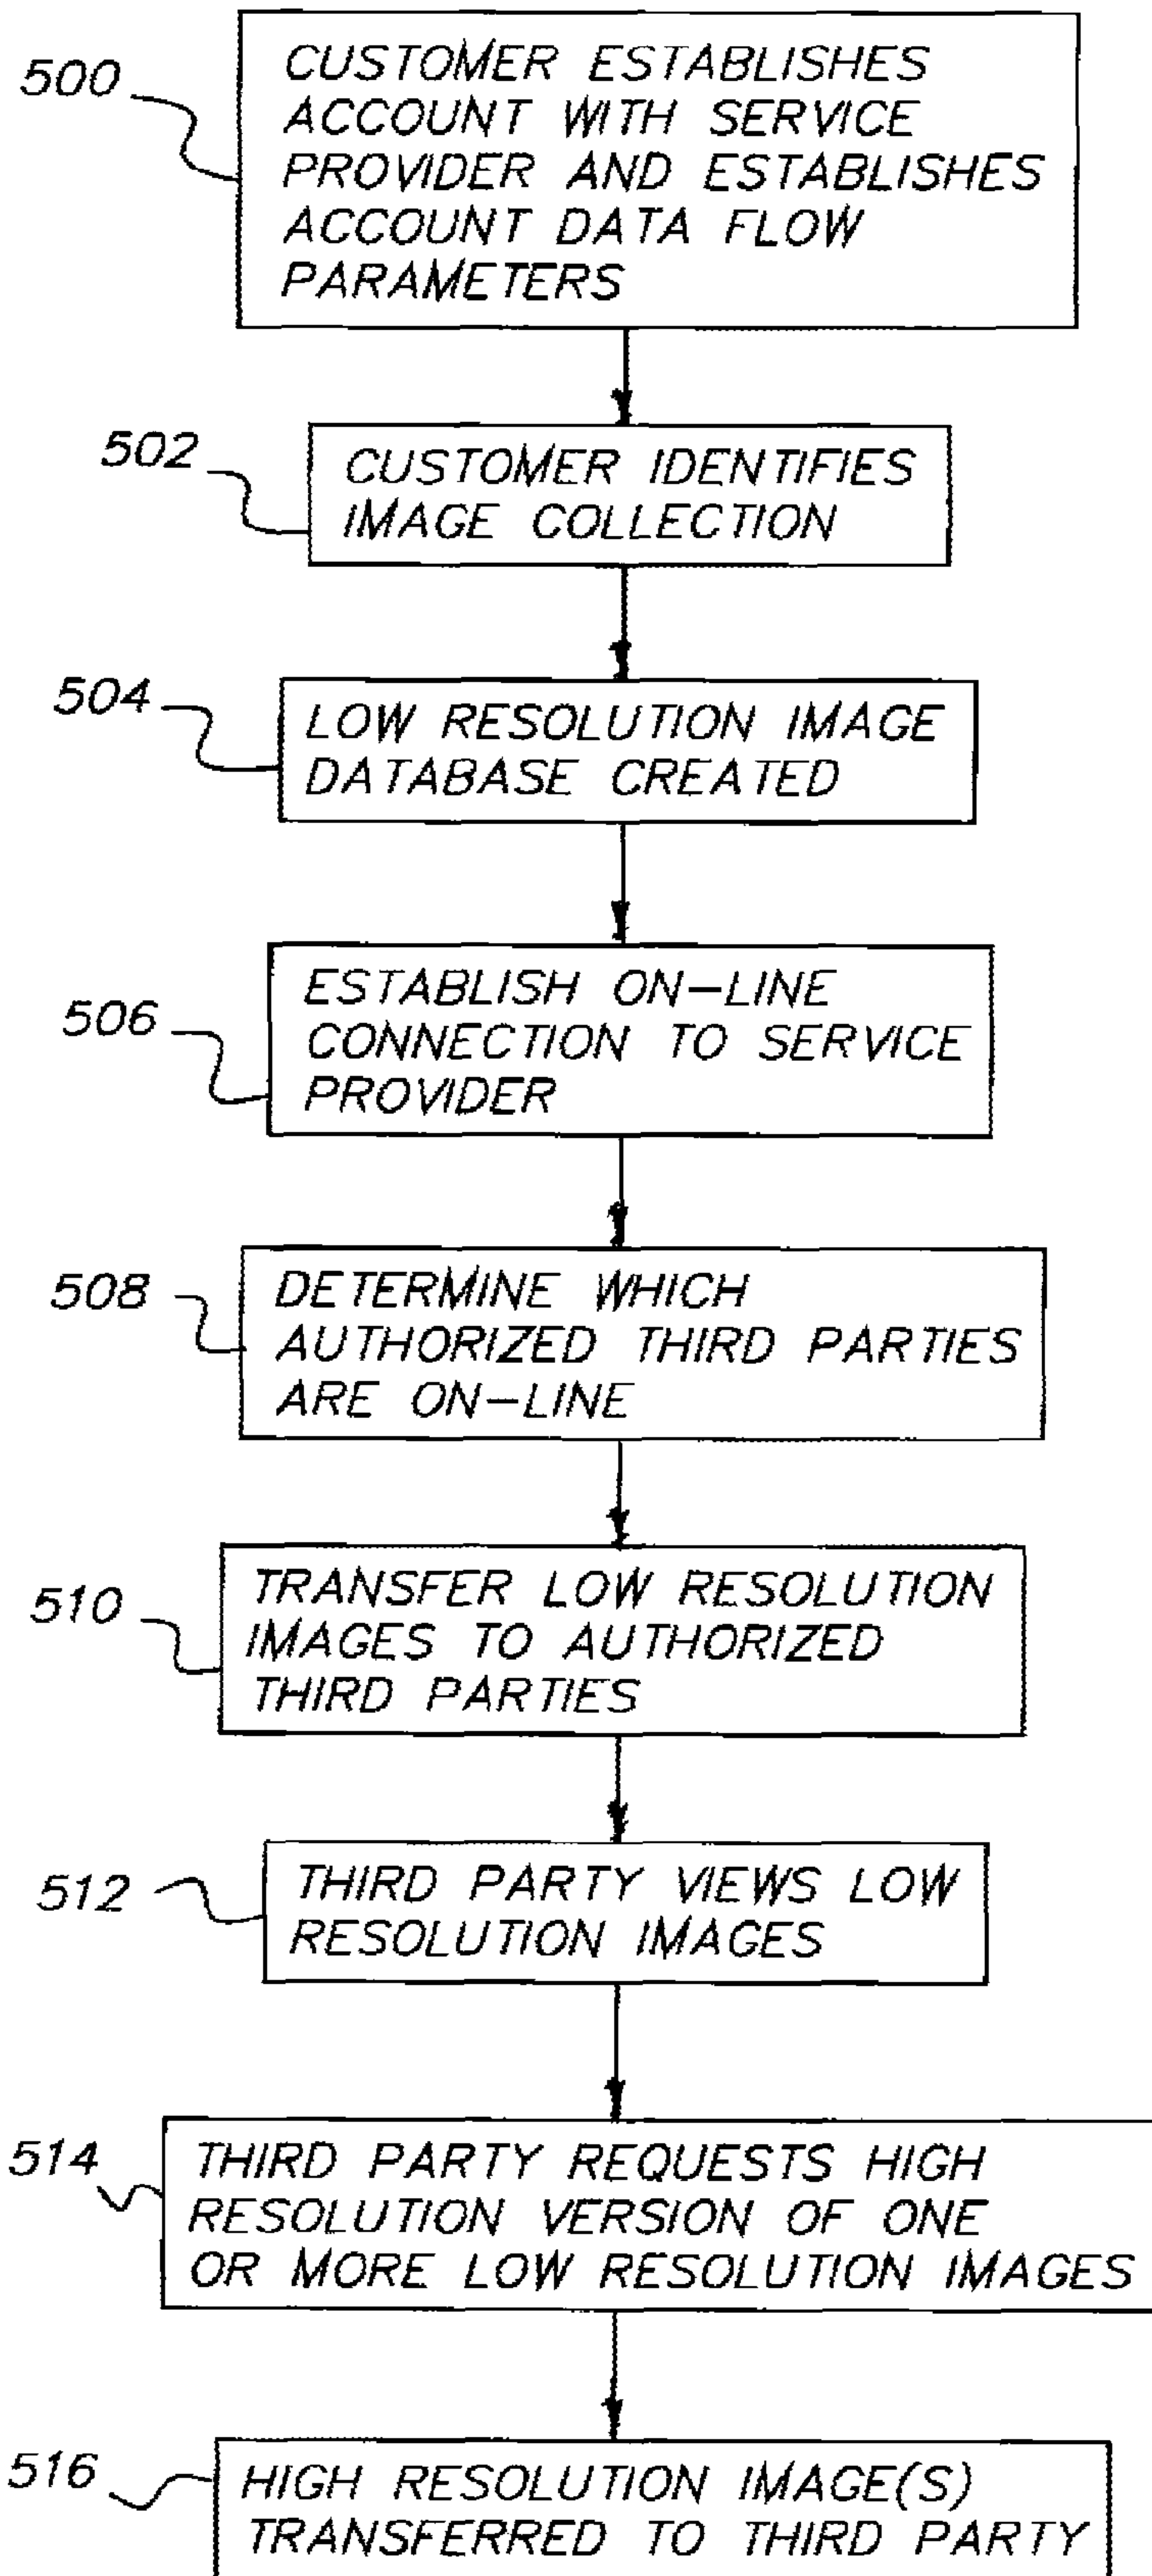 500
CUSTOMER ESTABLISHES
ACCOUNT WITH SERVICE
PROVIDER AND ESTABLISHES
ACCOUNT DATA FLOW
PARAMETERS
502
CUSTOMER IDENTIFIES
IMAGE COLLECTION
504
LOW RESOLUTION IMAGE
DATABASE CREATED
506
ESTABLISH ON-LINE
CONNECTION TO SERVICE
PROVIDER
508
DETERMINE WHICH
AUTHORIZED THIRD PARTIES
ARE ON-LINE
510
TRANSFER LOW RESOLUTION
IMAGES TO AUTHORIZED
THIRD PARTIES
512
THIRD PARTY VIEWS LOW
RESOLUTION IMAGES
514
THIRD PARTY REQUESTS HIGH
RESOLUTION VERSION OF ONE
OR MORE LOW RESOLUTION IMAGES
516
HIGH RESOLUTION IMAGE(S)
TRANSFERRED TO THIRD PARTY